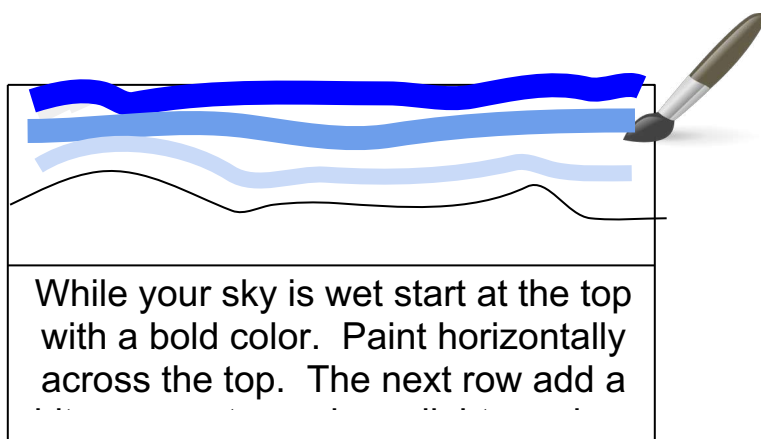 While your sky is wet start at the top
with a bold color.  Paint horizontally
across the top.  The next row add a